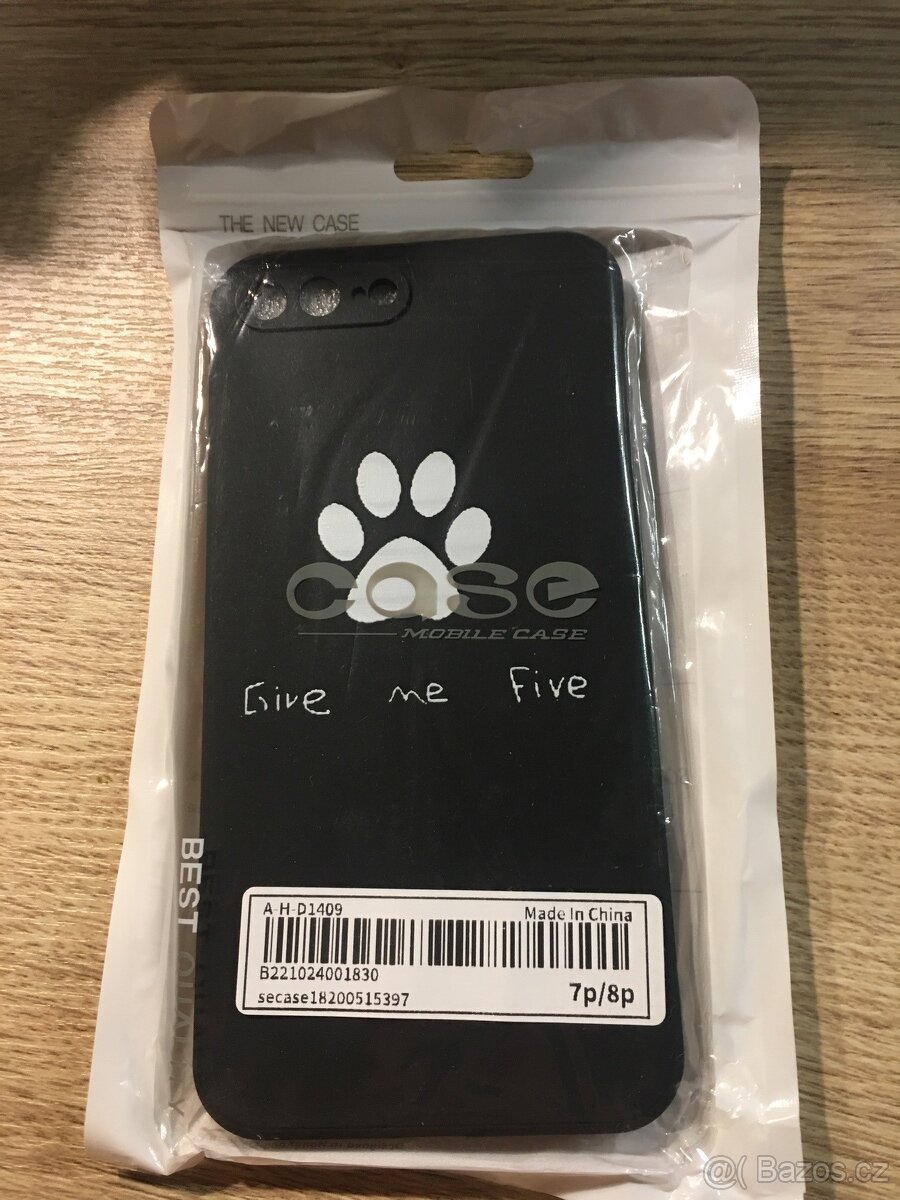 THE NEW CASE
case
MOBILE CASE
Give me Five
BEST QUALITY
A-H-D1409
Made In China
B221024001830
secase18200515397
7p/8p
@( Bazos.cz